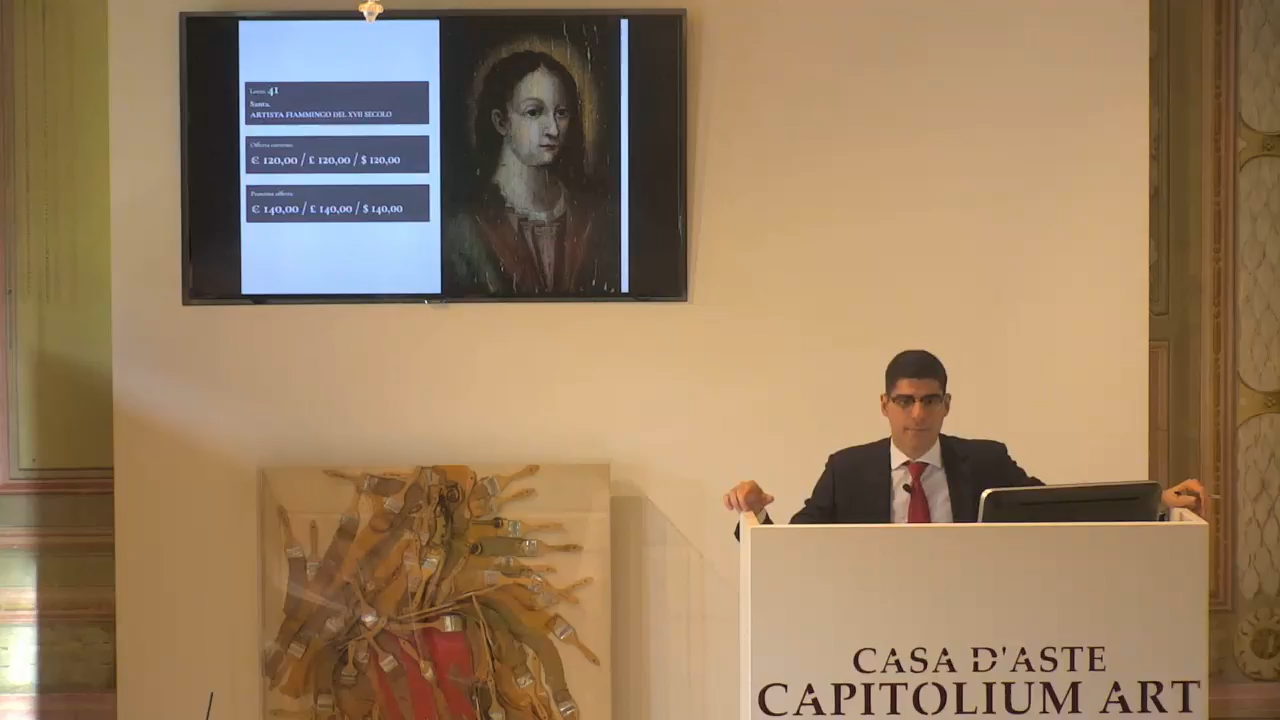 Lotto 41
Santa.
ARTISTA FIAMMINGO DEL XVII SECOLO
Offerta corrente:
€ 120,00 / £ 120,00 / $ 120,00
Prossima offerta:
€ 140,00 / £ 140,00 / $ 140,00
CASA D'ASTE
CAPITOLIUM ART